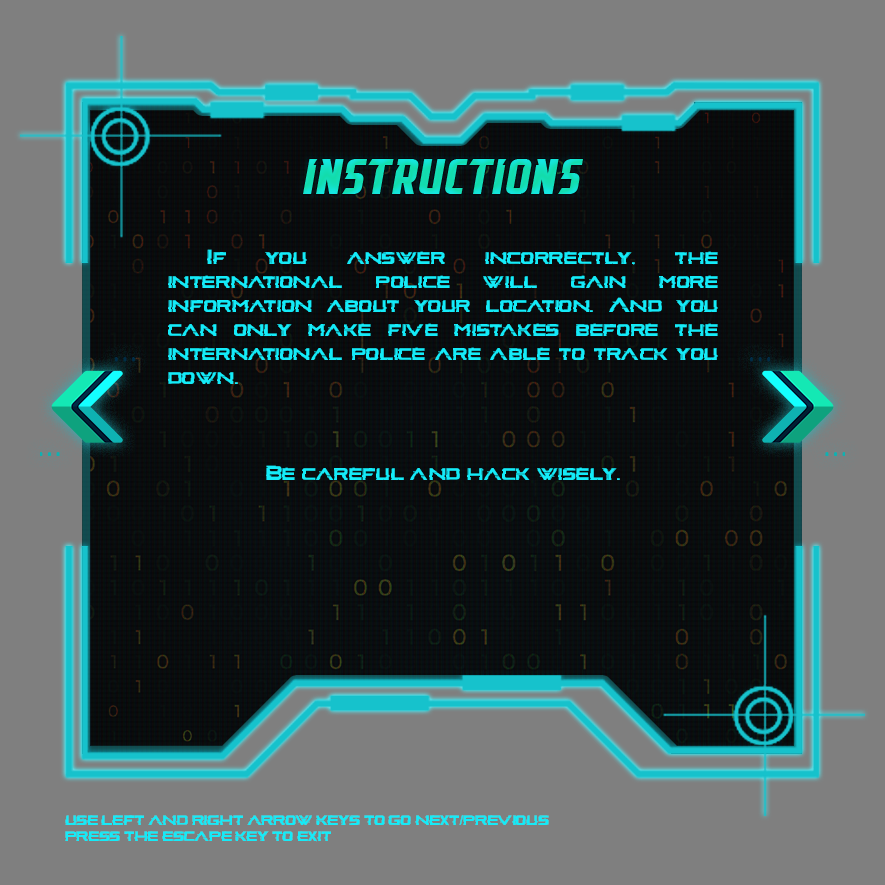 INSTRUCTIONS
If you answer incorrectly, the
international police will gain more
information about your location. And you
can only make five mistakes before the
international police are able to track you
down.
Be careful and hack wisely.
USE LEFT AND RIGHT ARROW KEYS TO GO NEXT/PREVIOUS
PRESS THE ESCAPE KEY TO EXIT